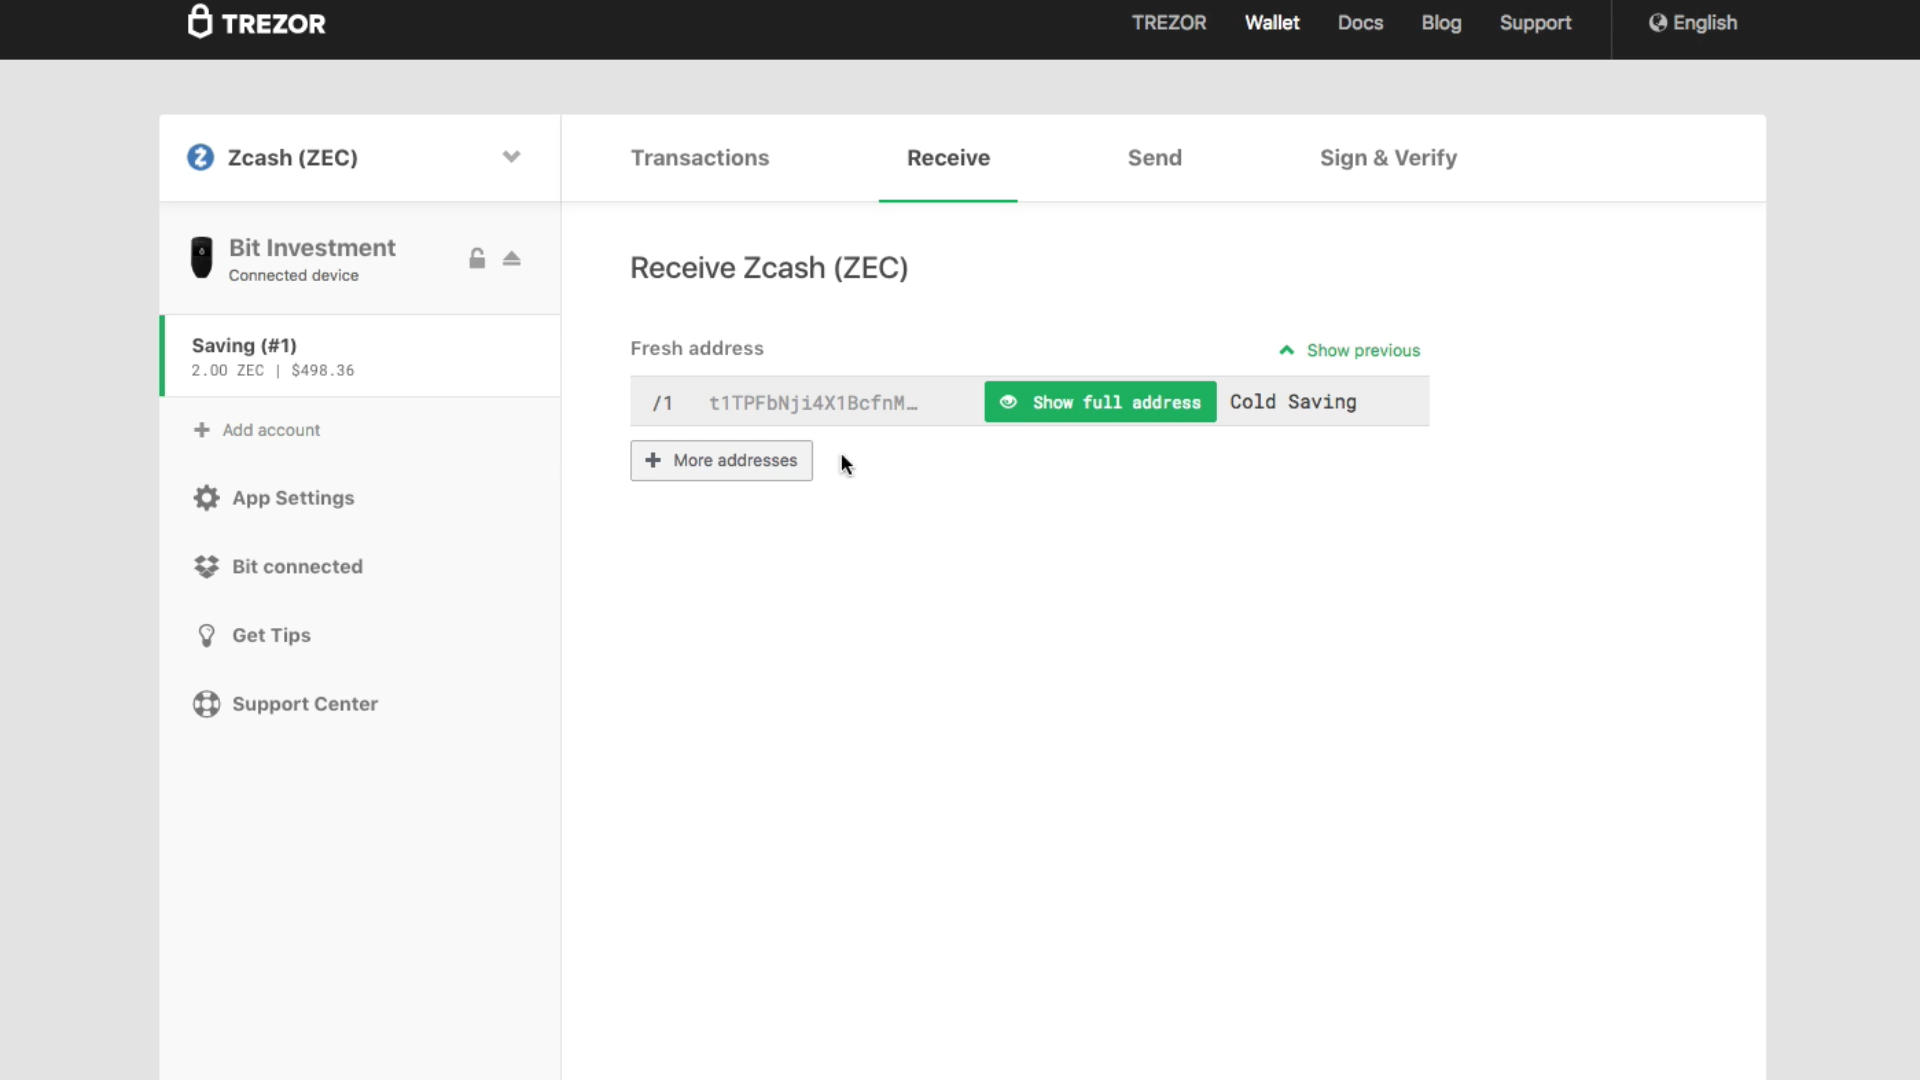 TREZOR
TREZOR Wallet Docs Blog Support English
Zcash (ZEC)
Transactions Receive Send Sign & Verify
Bit Investment
Connected device
Saving (#1)
2.00 ZEC | $498.36
Add account
App Settings
Bit connected
Get Tips
Support Center
Receive Zcash (ZEC)
Fresh address
Show previous
/1 t1TPFbNji4X1BcfnM… Show full address Cold Saving
More addresses